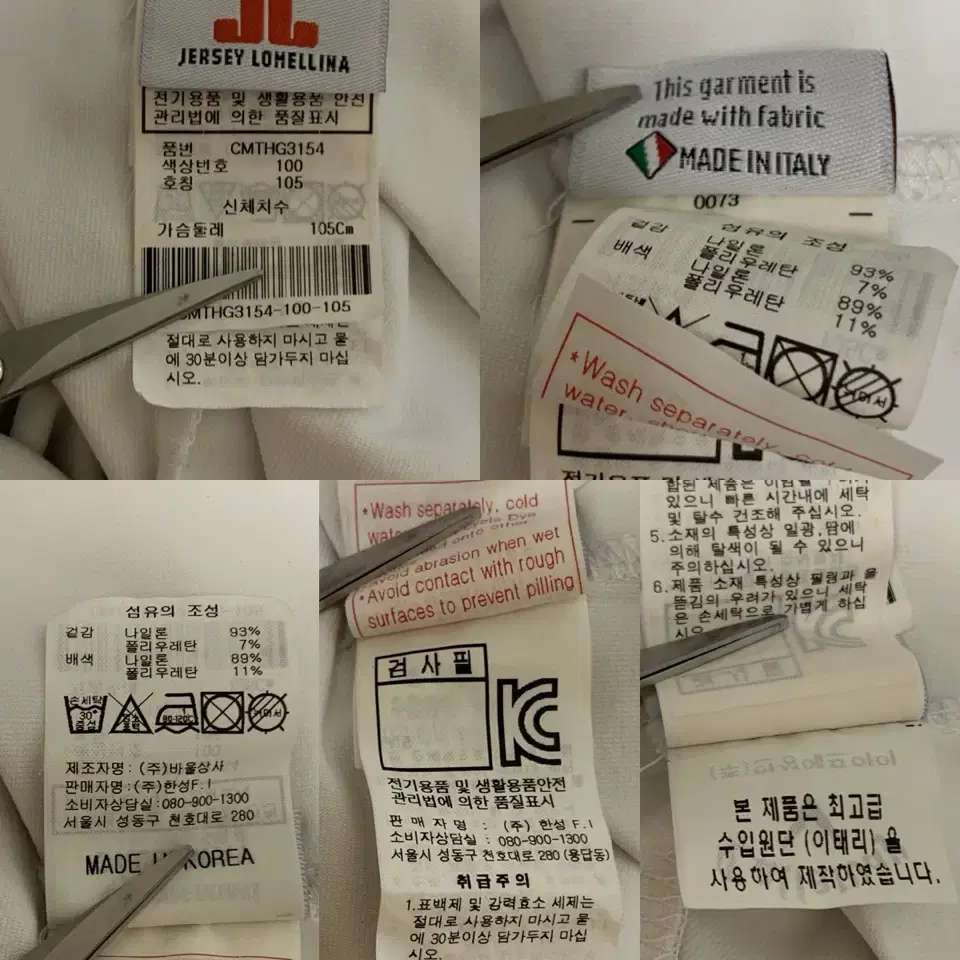 JERSEY LOMELLINA
전기용품 및 생활용품 안전
관리법에 의한 품질표시
품번 CMTHG3154
색상번호 100
호칭 105
신체치수
가슴둘레 105Cm
CMTHG3154-100-105
절대로 사용하지 마시고 물
에 30분이상 담가두지 마십
시오.
This garment is
made with fabric
MADE IN ITALY
0073
섬유의 조성
겉감 나일론 93%
폴리우레탄 7%
배색 나일론 89%
폴리우레탄 11%
*Wash separately, cold
water
섬유의 조성
겉감 나일론 93%
폴리우레탄 7%
배색 나일론 89%
폴리우레탄 11%
손세탁
30°
중성
80-120C
드라이
제조자명 : (주)바울상사
판매자명 : (주)한성F.I
소비자상담실 : 080-900-1300
서울시 성동구 천호대로 280
MADE IN KOREA
*Wash separately, cold
Avoid abrasion when wet
*Avoid contact with rough
surfaces to prevent pilling
검사필
전기용품 및 생활용품안전
관리법에 의한 품질표시
판 매 자 명 : (주) 한성 F.I
소비자상담실 : 080-900-1300
서울시 성동구 천호대로 280 (용답동)
취급주의
1.표백제 및 강력효소 세제는
절대로 사용하지 마시고 물
에 30분이상 담가두지 마십
시오.
있으니 빠른 시간내에 세탁
및 탈수 건조해 주십시오.
5.소재의 특성상 일광,땀에
의해 탈색이 될 수 있으니
주의하십시오.
6.제품 소재 특성상 필링과 올
뜯김의 우려가 있으니 세탁
은 손세탁으로 가볍게 하십
시오
본 제품은 최고급
수입원단 (이태리) 을
사용하여 제작하였습니다.